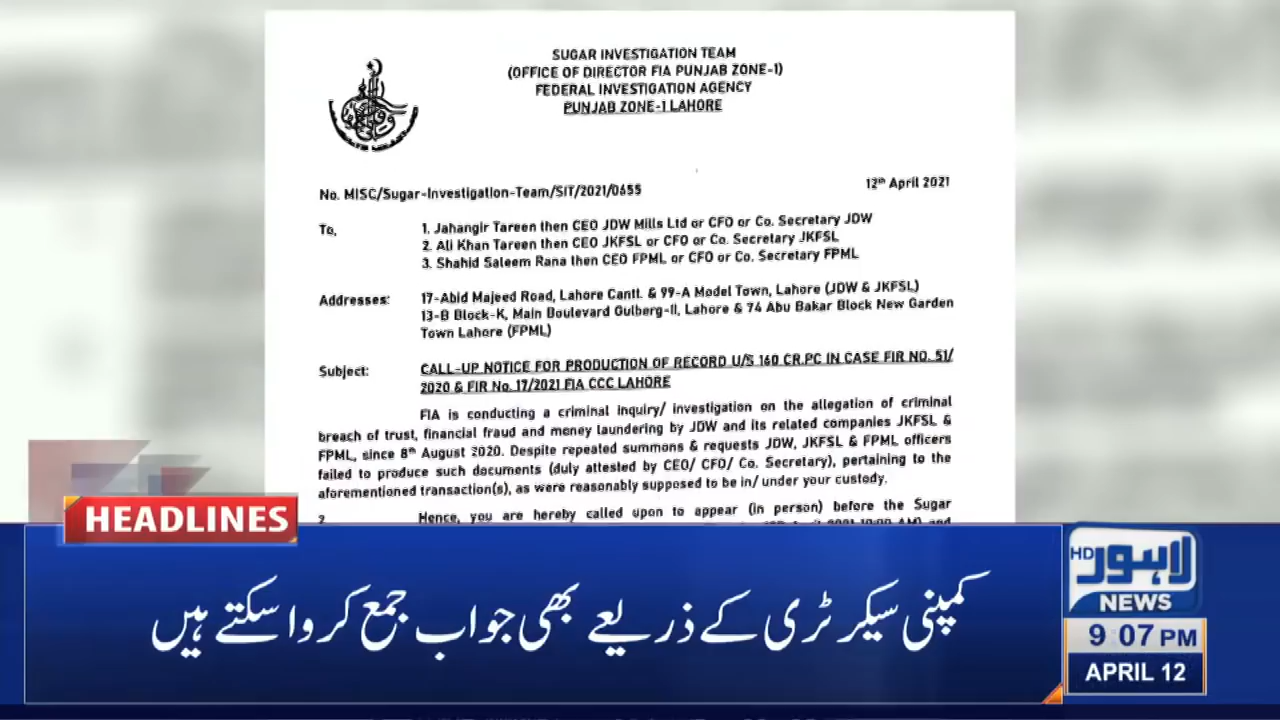 SUGAR INVESTIGATION TEAM
(OFFICE OF DIRECTOR FIA PUNJAB ZONE-1)
FEDERAL INVESTIGATION AGENCY
PUNJAB ZONE-1 LAHORE
No. MISC/Sugar-Investigation-Team/SIT/2021/0655
12th April 2021
To,
1. Jahangir Tareen then CEO JDW Mills Ltd or CFO or Co. Secretary JDW
2. Ali Khan Tareen then CEO JKFSL or CFO or Co. Secretary JKFSL
3. Shahid Saleem Rana then CEO FPML or CFO or Co. Secretary FPML
Addresses: 17-Abid Majeed Road, Lahore Cantt. & 99-A Model Town, Lahore (JDW & JKFSL)
13-B Block-K, Main Boulevard Gulberg-II, Lahore & 74 Abu Bakar Block New Garden
Town Lahore (FPML)
Subject: CALL-UP NOTICE FOR PRODUCTION OF RECORD U/S 160 CR.PC IN CASE FIR NO. 51/
2020 & FIR No. 17/2021 FIA CCC LAHORE
FIA is conducting a criminal inquiry/ investigation on the allegation of criminal
breach of trust, financial fraud and money laundering by JDW and its related companies JKFSL &
FPML, since 8th August 2020. Despite repeated summons & requests JDW, JKFSL & FPML officers
failed to produce such documents (duly attested by CEO/ CFO/ Co. Secretary), pertaining to the
aforementioned transaction(s), as were reasonably supposed to be in/ under your custody.
2 Hence, you are hereby called upon to appear (in person) before the Sugar
April 2021 10:00 AM) and
HEADLINES
کمپنی سیکرٹری کے ذریعے بھی جواب جمع کروا سکتے ہیں
HD لاہور
NEWS
9:07 PM
APRIL 12